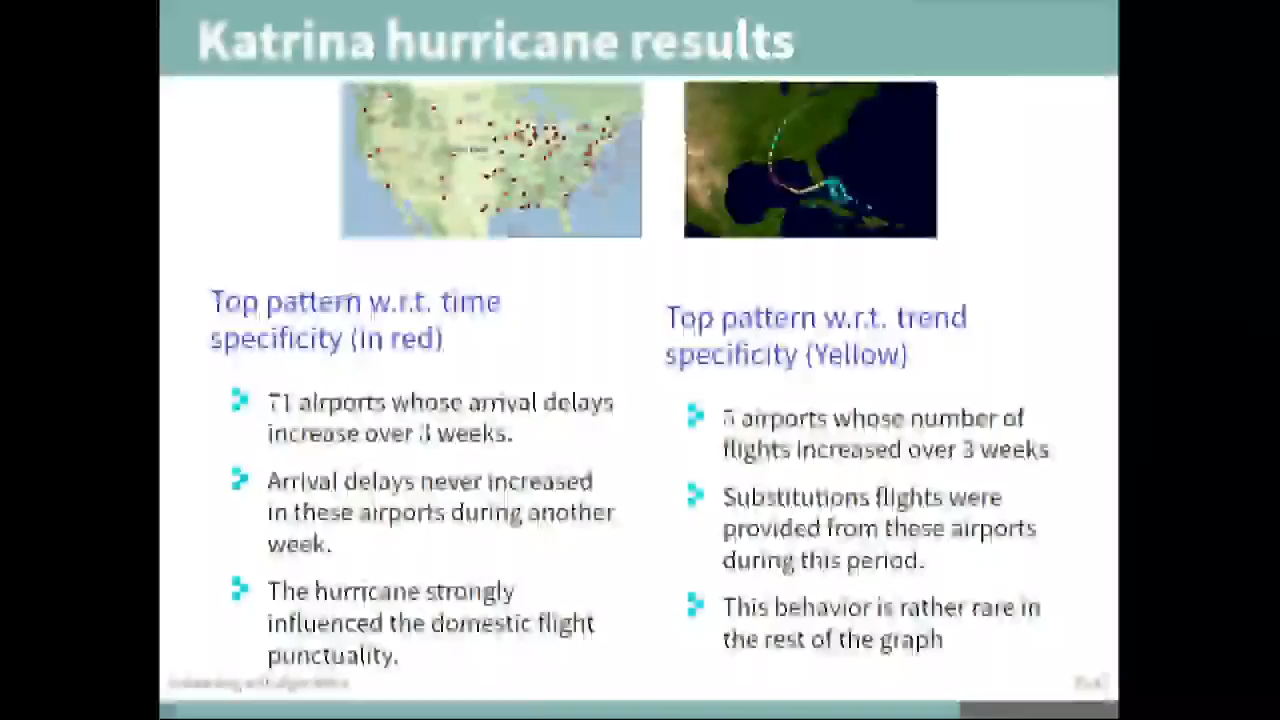 Katrina hurricane results
Top pattern w.r.t. time
specificity (in red)
71 airports whose arrival delays
increase over 3 weeks.
Arrival delays never increased
in these airports during another
week.
The hurricane strongly
influenced the domestic flight
punctuality.
Top pattern w.r.t. trend
specificity (Yellow)
5 airports whose number of
flights increased over 3 weeks
Substitutions flights were
provided from these airports
during this period.
This behavior is rather rare in
the rest of the graph